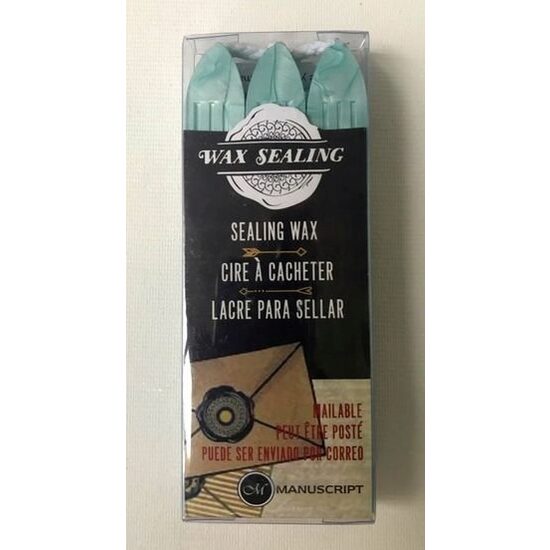 WAX SEALING
SEALING WAX
CIRE À CACHETER
LACRE PARA SELLAR
MAILABLE
PEUT ÊTRE POSTÉ
PUEDE SER ENVIADO POR CORREO
M MANUSCRIPT